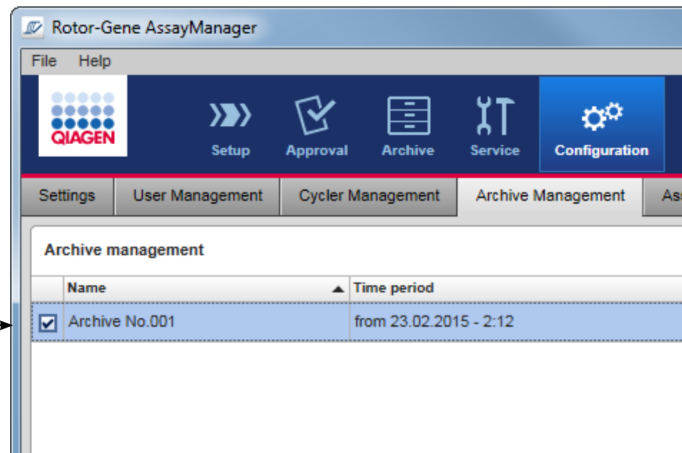 Rotor-Gene AssayManager
File Help
QIAGEN
Setup Approval Archive Service Configuration
Settings User Management Cycler Management Archive Management As
Archive management
Name Time period
Archive No.001 from 23.02.2015 - 2:12